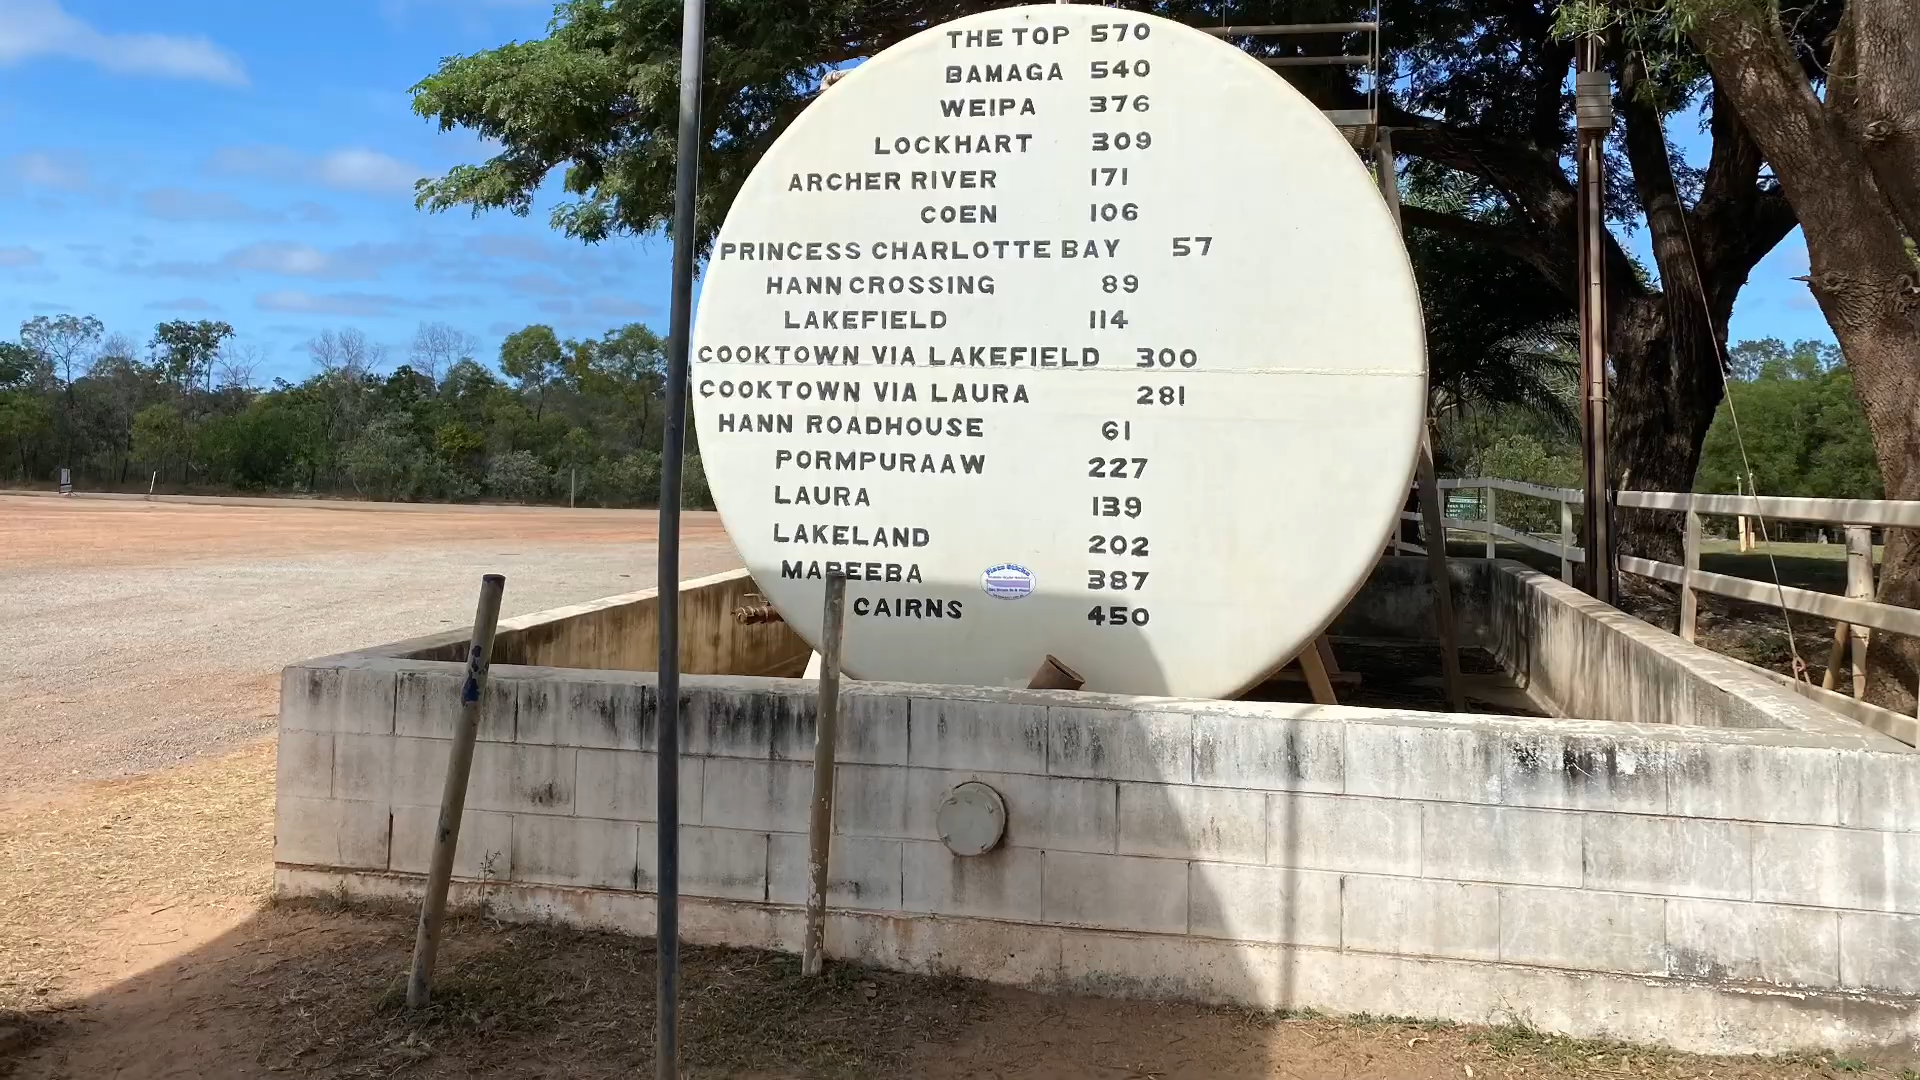 THE TOP 570
BAMAGA 540
WEIPA 376
LOCKHART 309
ARCHER RIVER 171
COEN 106
PRINCESS CHARLOTTE BAY 57
HANN CROSSING 89
LAKEFIELD 114
COOKTOWN VIA LAKEFIELD 300
COOKTOWN VIA LAURA 281
HANN ROADHOUSE 61
PORMPURAAW 227
LAURA 139
LAKELAND 202
MAREEBA 387
CAIRNS 450